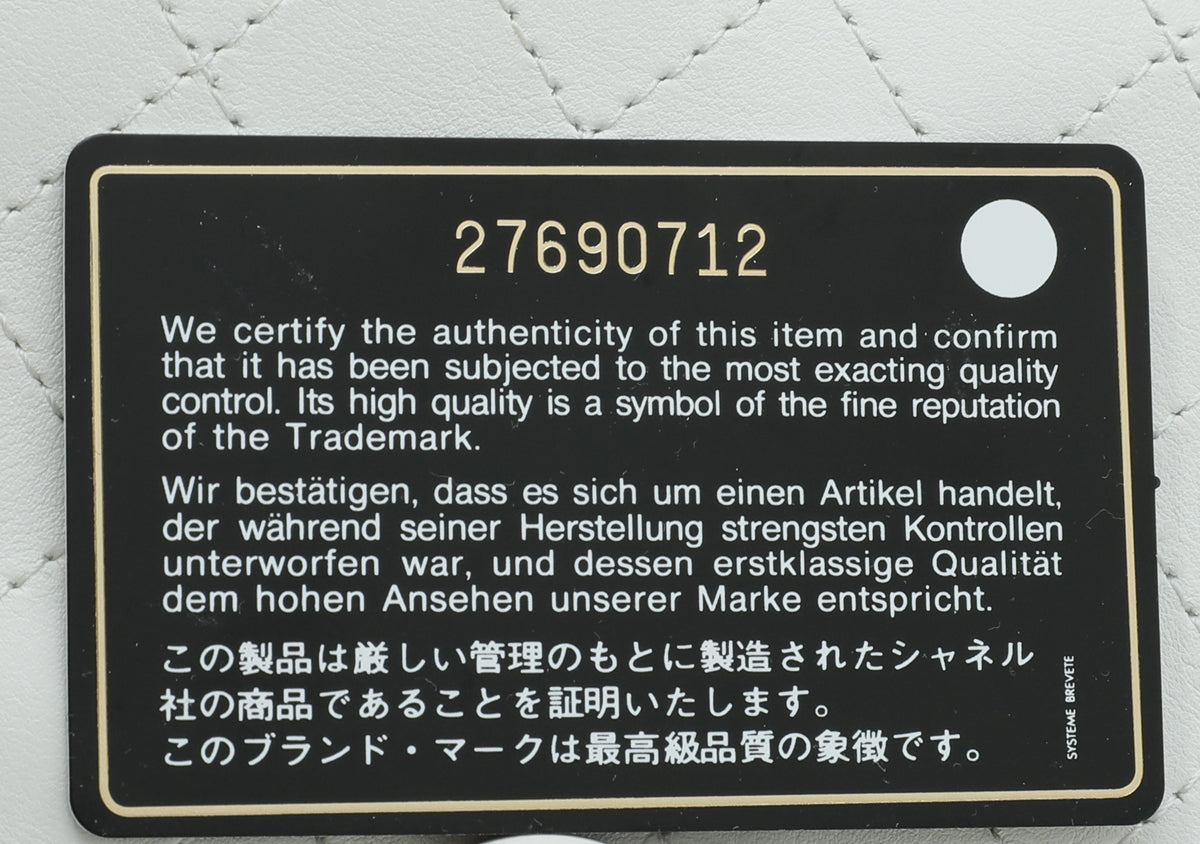 27690712
We certify the authenticity of this item and confirm
that it has been subjected to the most exacting quality
control. Its high quality is a symbol of the fine reputation
of the Trademark.
Wir bestätigen, dass es sich um einen Artikel handelt,
der während seiner Herstellung strengsten Kontrollen
unterworfen war, und dessen erstklassige Qualität
dem hohen Ansehen unserer Marke entspricht.
この製品は厳しい管理のもとに製造されたシャネル
社の商品であることを証明いたします。
このブランド・マークは最高級品質の象徴です。
SYSTEME BREVETE